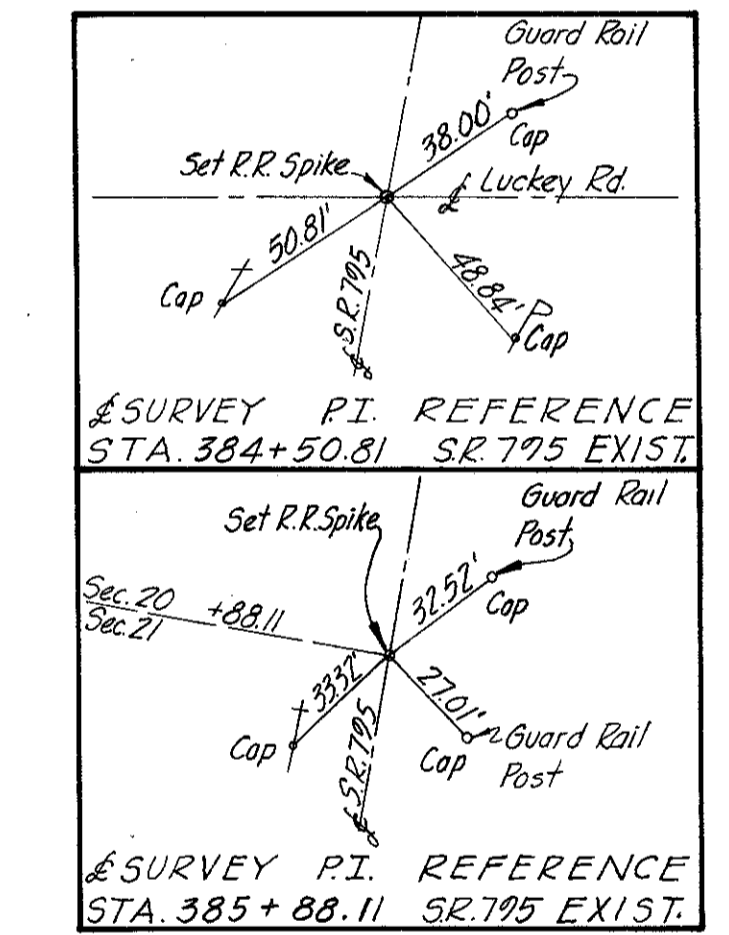 Guard Rail
Post
38.00'
Cap
Set R.R. Spike
℄ Luckey Rd.
50.81'
48.84'
℄ S.R. 795
Cap
P
Cap
℄ SURVEY P.I. REFERENCE
STA. 384+50.81 S.R. 795 EXIST.
Guard Rail
Post
Set R.R. Spike
32.52'
Cap
Sec. 20 +88.11
Sec. 21
33.32'
27.01'
℄ S.R. 795
Cap
Cap
Guard Rail
Post
℄ SURVEY P.I. REFERENCE
STA. 385+88.11 S.R. 795 EXIST.